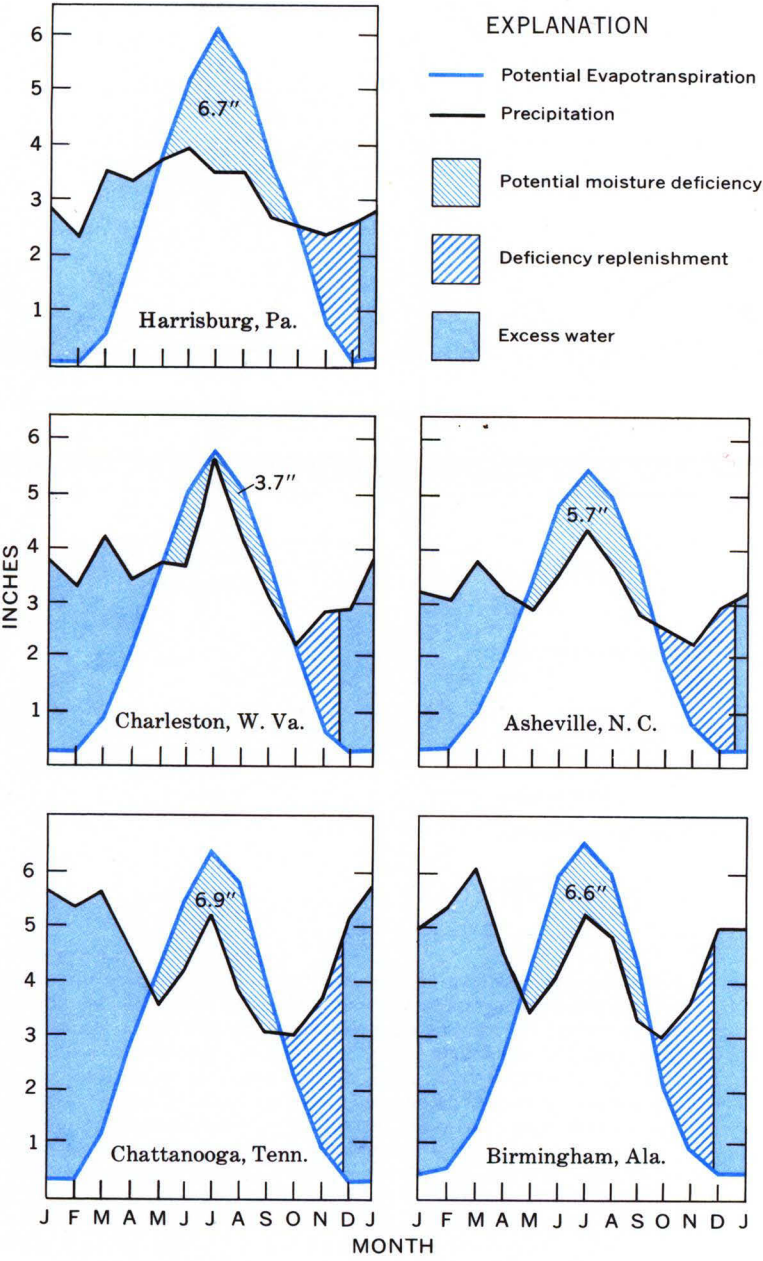 EXPLANATION
Potential Evapotranspiration
Precipitation
Potential moisture deficiency
Deficiency replenishment
Excess water
6
5
4
3
2
1
6.7"
Harrisburg, Pa.
INCHES
6
5
4
3
2
1
3.7"
Charleston, W. Va.
5.7"
Asheville, N. C.
6
5
4
3
2
1
6.9"
Chattanooga, Tenn.
6.6"
Birmingham, Ala.
J F M A M J J A S O N D J
J F M A M J J A S O N D J
MONTH